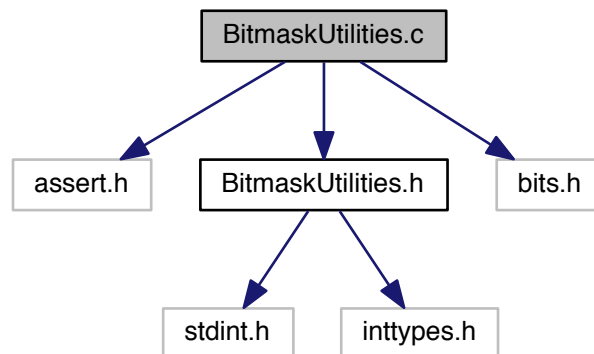 BitmaskUtilities.c
assert.h
BitmaskUtilities.h
bits.h
stdint.h
inttypes.h